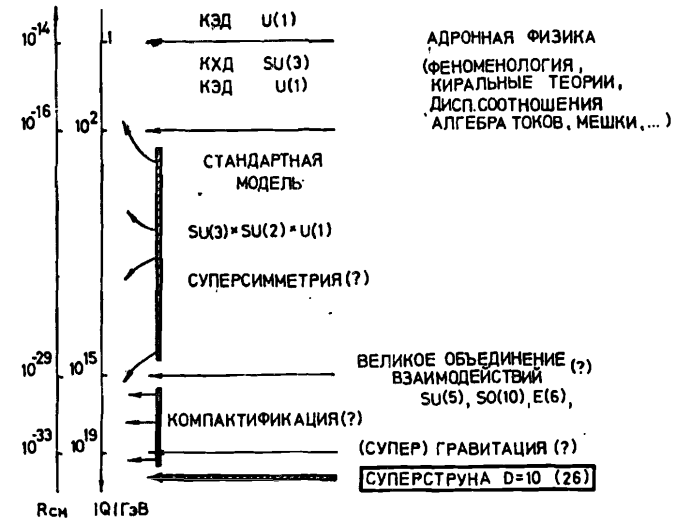 КЭД U(1)
10⁻¹⁴ 1 АДРОННАЯ ФИЗИКА
КХД SU(3) (ФЕНОМЕНОЛОГИЯ,
КЭД U(1) КИРАЛЬНЫЕ ТЕОРИИ,
ДИСП. СООТНОШЕНИЯ
10⁻¹⁶ 10² АЛГЕБРА ТОКОВ, МЕШКИ,...)
СТАНДАРТНАЯ
МОДЕЛЬ
SU(3)×SU(2)×U(1)
СУПЕРСИММЕТРИЯ(?)
10⁻²⁹ 10¹⁵ ВЕЛИКОЕ ОБЪЕДИНЕНИЕ (?)
ВЗАИМОДЕЙСТВИЙ
SU(5), SO(10), E(6),
КОМПАКТИФИКАЦИЯ(?)
10⁻³³ 10¹⁹ (СУПЕР) ГРАВИТАЦИЯ (?)
СУПЕРСТРУНА D=10 (26)
Rсм |Q|ГэВ